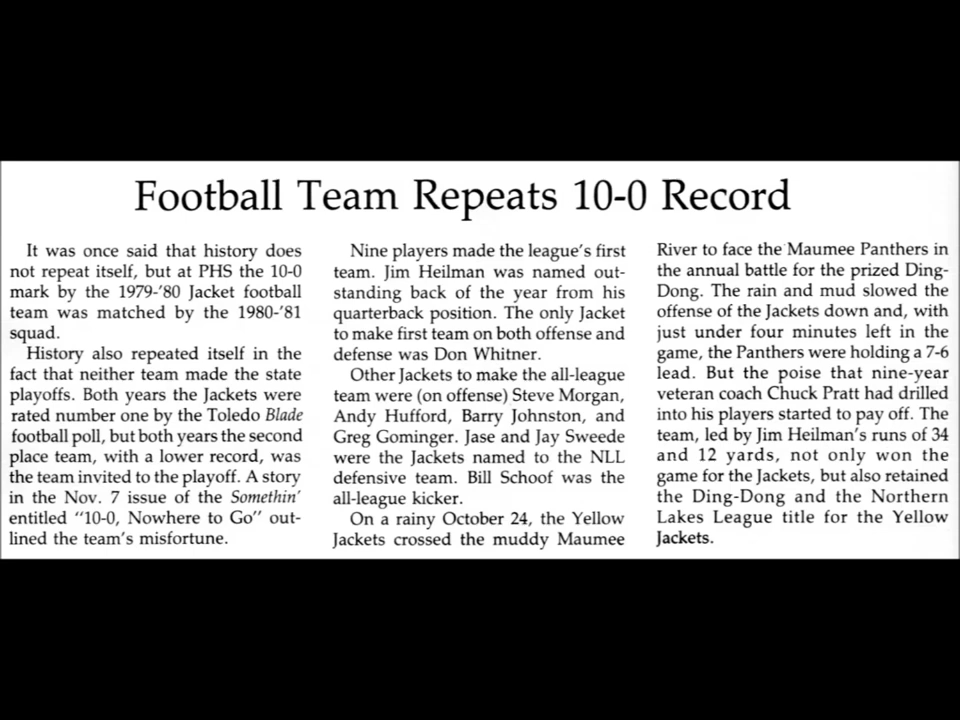 Football Team Repeats 10-0 Record
It was once said that history does
not repeat itself, but at PHS the 10-0
mark by the 1979-'80 Jacket football
team was matched by the 1980-'81
squad.
History also repeated itself in the
fact that neither team made the state
playoffs. Both years the Jackets were
rated number one by the Toledo Blade
football poll, but both years the second
place team, with a lower record, was
the team invited to the playoff. A story
in the Nov. 7 issue of the Somethin'
entitled "10-0, Nowhere to Go" out-
lined the team's misfortune.
Nine players made the league's first
team. Jim Heilman was named out-
standing back of the year from his
quarterback position. The only Jacket
to make first team on both offense and
defense was Don Whitner.
Other Jackets to make the all-league
team were (on offense) Steve Morgan,
Andy Hufford, Barry Johnston, and
Greg Gominger. Jase and Jay Sweede
were the Jackets named to the NLL
defensive team. Bill Schoof was the
all-league kicker.
On a rainy October 24, the Yellow
Jackets crossed the muddy Maumee
River to face the Maumee Panthers in
the annual battle for the prized Ding-
Dong. The rain and mud slowed the
offense of the Jackets down and, with
just under four minutes left in the
game, the Panthers were holding a 7-6
lead. But the poise that nine-year
veteran coach Chuck Pratt had drilled
into his players started to pay off. The
team, led by Jim Heilman's runs of 34
and 12 yards, not only won the
game for the Jackets, but also retained
the Ding-Dong and the Northern
Lakes League title for the Yellow
Jackets.